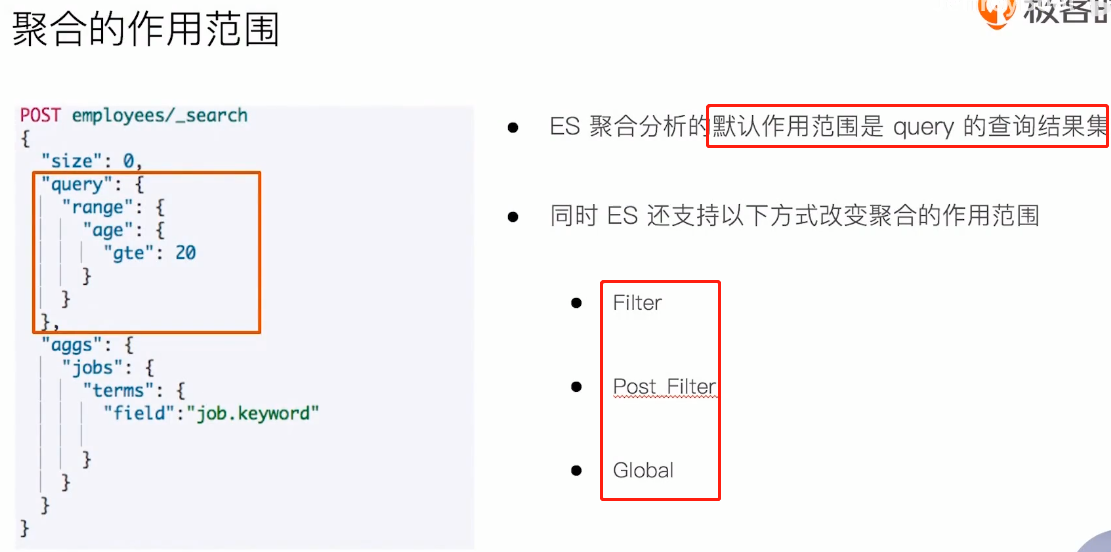 聚合的作用范围
极客
POST employees/_search
{
"size": 0,
"query": {
"range": {
"age": {
"gte": 20
}
}
},
"aggs": {
"jobs": {
"terms": {
"field":"job.keyword"
}
}
}
}
ES 聚合分析的默认作用范围是 query 的查询结果集
同时 ES 还支持以下方式改变聚合的作用范围
Filter
Post Filter
Global